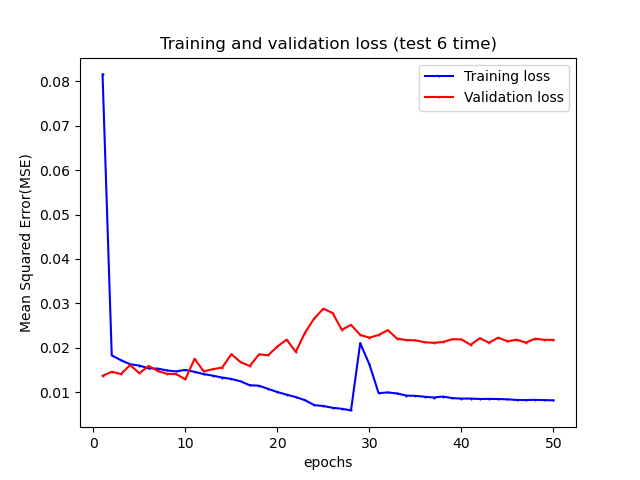 Training and validation loss (test 6 time)
Training loss
Validation loss
0.08
0.07
0.06
0.05
0.04
0.03
0.02
0.01
Mean Squared Error(MSE)
0 10 20 30 40 50
epochs